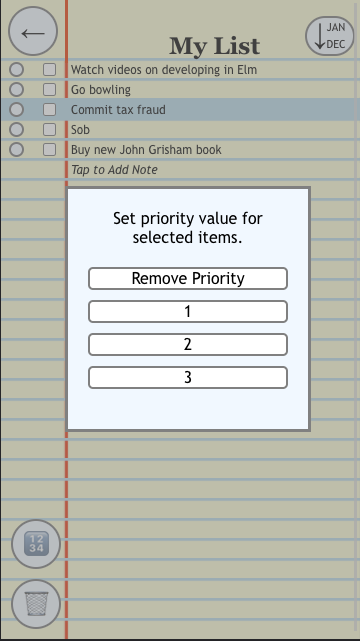 ←
My List
↓ JAN
DEC
Watch videos on developing in Elm
Go bowling
Commit tax fraud
Sob
Buy new John Grisham book
Tap to Add Note
Set priority value for
selected items.
Remove Priority
1
2
3
12
34